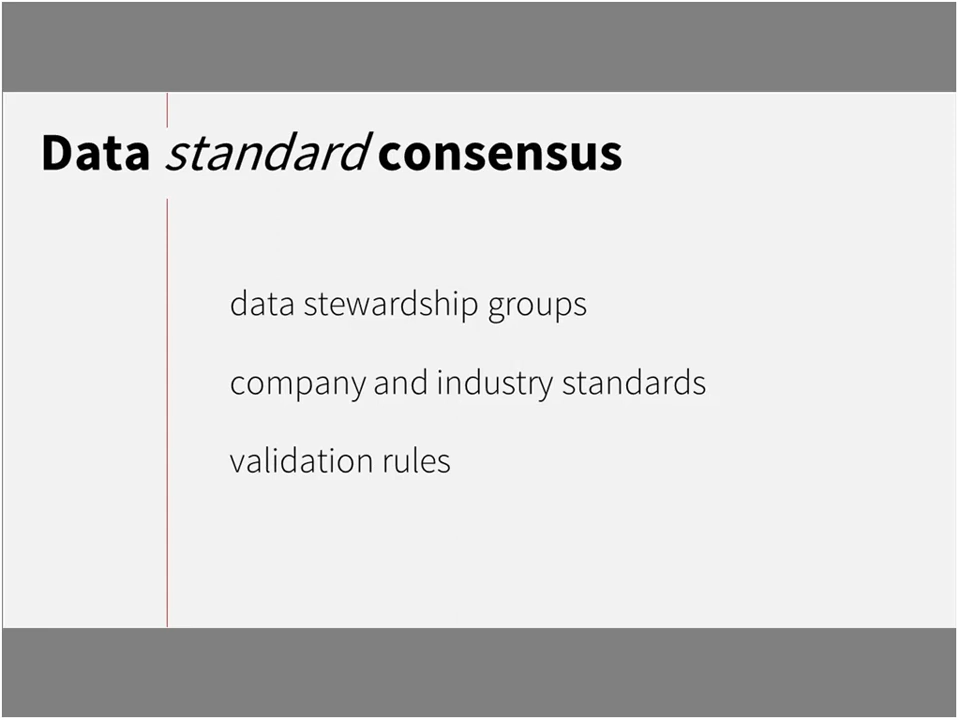 Data standard consensus
data stewardship groups
company and industry standards
validation rules